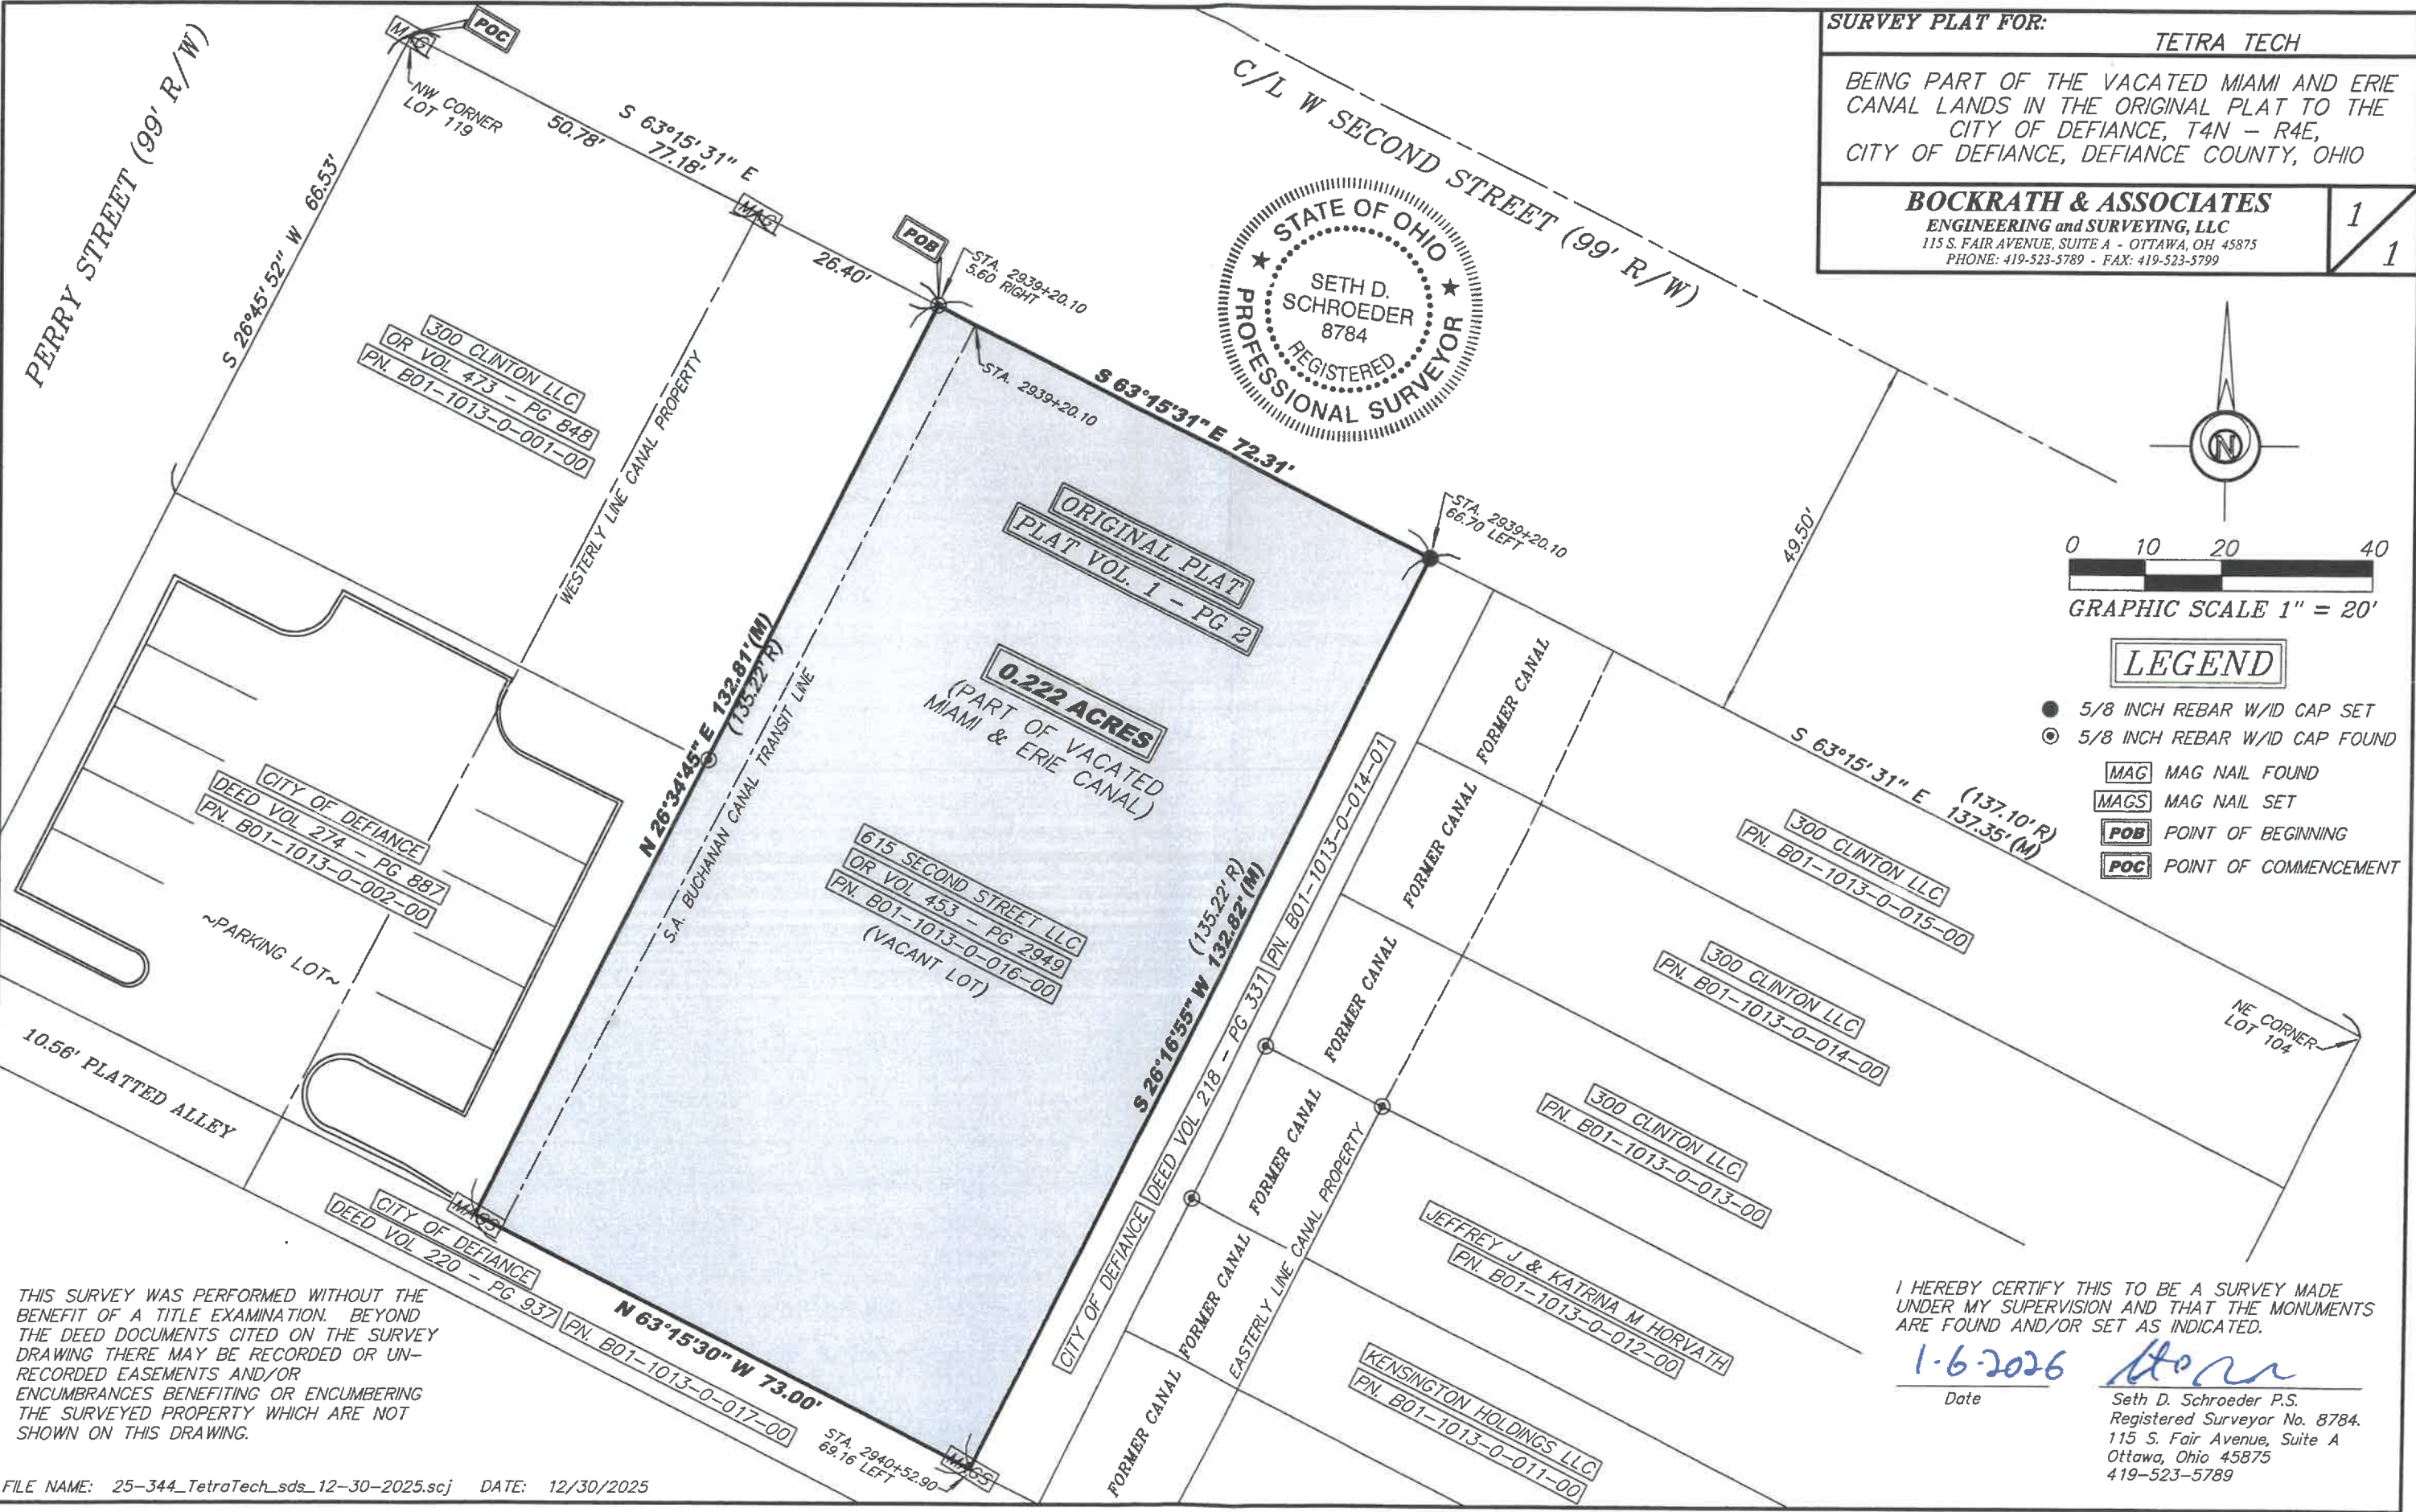 SURVEY PLAT FOR:
TETRA TECH
BEING PART OF THE VACATED MIAMI AND ERIE
CANAL LANDS IN THE ORIGINAL PLAT TO THE
CITY OF DEFIANCE, T4N – R4E,
CITY OF DEFIANCE, DEFIANCE COUNTY, OHIO
BOCKRATH & ASSOCIATES
ENGINEERING and SURVEYING, LLC
115 S. FAIR AVENUE, SUITE A - OTTAWA, OH 45875
PHONE: 419-523-5789 - FAX: 419-523-5799
1
1
PERRY STREET (99' R/W)
MAG
POC
NW CORNER
LOT 119
S 26°45'52" W 66.53'
50.78'
S 63°15'31" E
77.18'
MAG
26.40'
POB
STA. 2939+20.10
5.60 RIGHT
STA. 2939+20.10
C/L W SECOND STREET (99' R/W)
STATE OF OHIO
SETH D.
SCHROEDER
8784
REGISTERED
PROFESSIONAL SURVEYOR
S 63°15'31" E 72.31'
STA. 2939+20.10
66.70 LEFT
49.50'
N
0 10 20 40
GRAPHIC SCALE 1" = 20'
LEGEND
5/8 INCH REBAR W/ID CAP SET
5/8 INCH REBAR W/ID CAP FOUND
MAG MAG NAIL FOUND
MAGS MAG NAIL SET
POB POINT OF BEGINNING
POC POINT OF COMMENCEMENT
300 CLINTON LLC
OR VOL 473 – PG 848
PN. B01-1013-0-001-00
WESTERLY LINE CANAL PROPERTY
ORIGINAL PLAT
PLAT VOL. 1 – PG 2
0.222 ACRES
(PART OF VACATED
MIAMI & ERIE CANAL)
615 SECOND STREET LLC
OR VOL 453 – PG 2949
PN. B01-1013-0-016-00
(VACANT LOT)
N 26°34'45" E 132.81'(M)
(135.22' R)
S.A. BUCHANAN CANAL TRANSIT LINE
CITY OF DEFIANCE
DEED VOL 274 – PG 887
PN. B01-1013-0-002-00
~PARKING LOT~
10.56' PLATTED ALLEY
MAGS
CITY OF DEFIANCE
DEED VOL 220 – PG 937 PN. B01-1013-0-017-00
N 63°15'30" W 73.00'
STA. 2940+52.90
69.16 LEFT
MAGS
(135.22' R)
S 26°16'55" W 132.82'(M)
CITY OF DEFIANCE DEED VOL 218 – PG 331 PN. B01-1013-0-014-01
FORMER CANAL
FORMER CANAL
FORMER CANAL
FORMER CANAL
FORMER CANAL
FORMER CANAL
EASTERLY LINE CANAL PROPERTY
S 63°15'31" E
(137.10' R)
137.35'(M)
300 CLINTON LLC
PN. B01-1013-0-015-00
300 CLINTON LLC
PN. B01-1013-0-014-00
300 CLINTON LLC
PN. B01-1013-0-013-00
JEFFREY J & KATRINA M HORVATH
PN. B01-1013-0-012-00
KENSINGTON HOLDINGS LLC
PN. B01-1013-0-011-00
NE CORNER
LOT 104
THIS SURVEY WAS PERFORMED WITHOUT THE
BENEFIT OF A TITLE EXAMINATION. BEYOND
THE DEED DOCUMENTS CITED ON THE SURVEY
DRAWING THERE MAY BE RECORDED OR UN-
RECORDED EASEMENTS AND/OR
ENCUMBRANCES BENEFITING OR ENCUMBERING
THE SURVEYED PROPERTY WHICH ARE NOT
SHOWN ON THIS DRAWING.
FILE NAME: 25-344_TetraTech_sds_12-30-2025.scj DATE: 12/30/2025
I HEREBY CERTIFY THIS TO BE A SURVEY MADE
UNDER MY SUPERVISION AND THAT THE MONUMENTS
ARE FOUND AND/OR SET AS INDICATED.
1-6-2026
Date
Seth D. Schroeder P.S.
Registered Surveyor No. 8784.
115 S. Fair Avenue, Suite A
Ottawa, Ohio 45875
419-523-5789